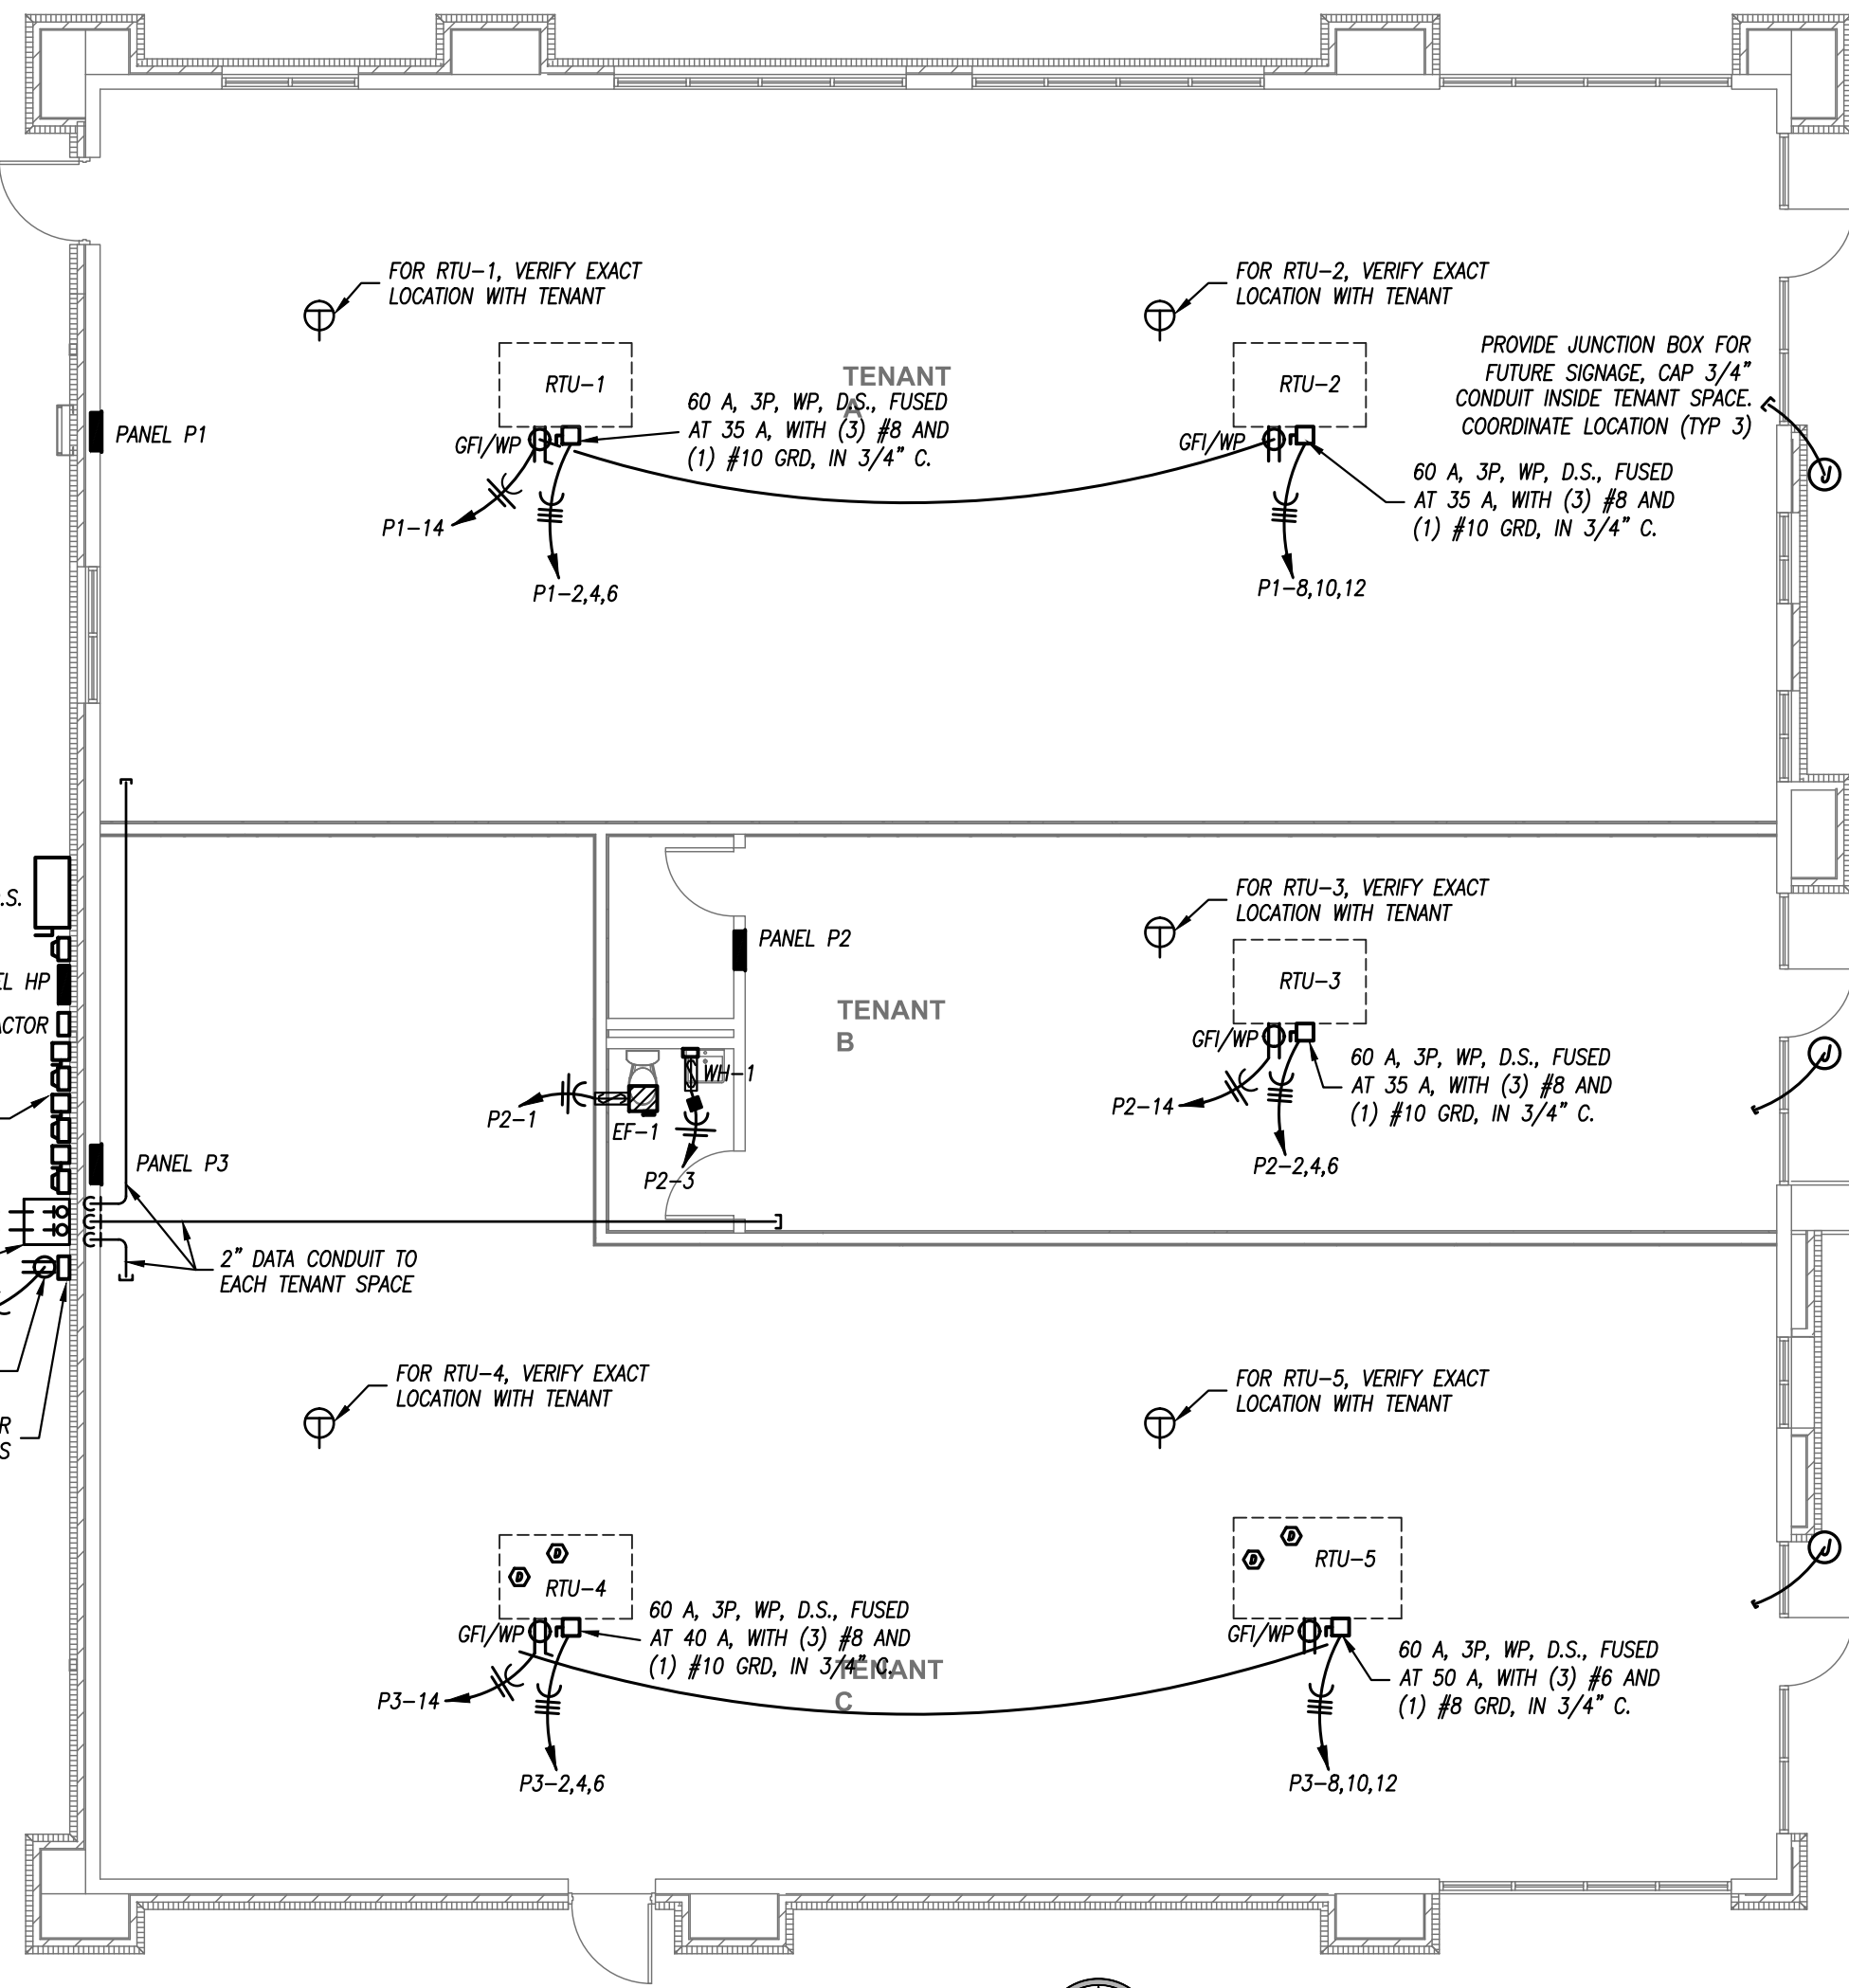 FOR RTU-1, VERIFY EXACT
LOCATION WITH TENANT
FOR RTU-2, VERIFY EXACT
LOCATION WITH TENANT
PROVIDE JUNCTION BOX FOR
FUTURE SIGNAGE, CAP 3/4"
CONDUIT INSIDE TENANT SPACE.
COORDINATE LOCATION (TYP 3)
J
RTU-1
TENANT
A
60 A, 3P, WP, D.S., FUSED
AT 35 A, WITH (3) #8 AND
(1) #10 GRD, IN 3/4" C.
RTU-2
PANEL P1
GFI/WP
GFI/WP
60 A, 3P, WP, D.S., FUSED
AT 35 A, WITH (3) #8 AND
(1) #10 GRD, IN 3/4" C.
P1-14
P1-2,4,6
P1-8,10,12
.S.
EL HP
ACTOR
FOR RTU-3, VERIFY EXACT
LOCATION WITH TENANT
PANEL P2
RTU-3
TENANT
B
GFI/WP
60 A, 3P, WP, D.S., FUSED
AT 35 A, WITH (3) #8 AND
(1) #10 GRD, IN 3/4" C.
J
WH-1
P2-1
EF-1
P2-3
P2-14
P2-2,4,6
PANEL P3
2" DATA CONDUIT TO
EACH TENANT SPACE
R
S
FOR RTU-4, VERIFY EXACT
LOCATION WITH TENANT
FOR RTU-5, VERIFY EXACT
LOCATION WITH TENANT
J
D
D
RTU-4
D
D
RTU-5
GFI/WP
60 A, 3P, WP, D.S., FUSED
AT 40 A, WITH (3) #8 AND
(1) #10 GRD, IN 3/4" C.
TENANT
C
GFI/WP
60 A, 3P, WP, D.S., FUSED
AT 50 A, WITH (3) #6 AND
(1) #8 GRD, IN 3/4" C.
P3-14
P3-2,4,6
P3-8,10,12